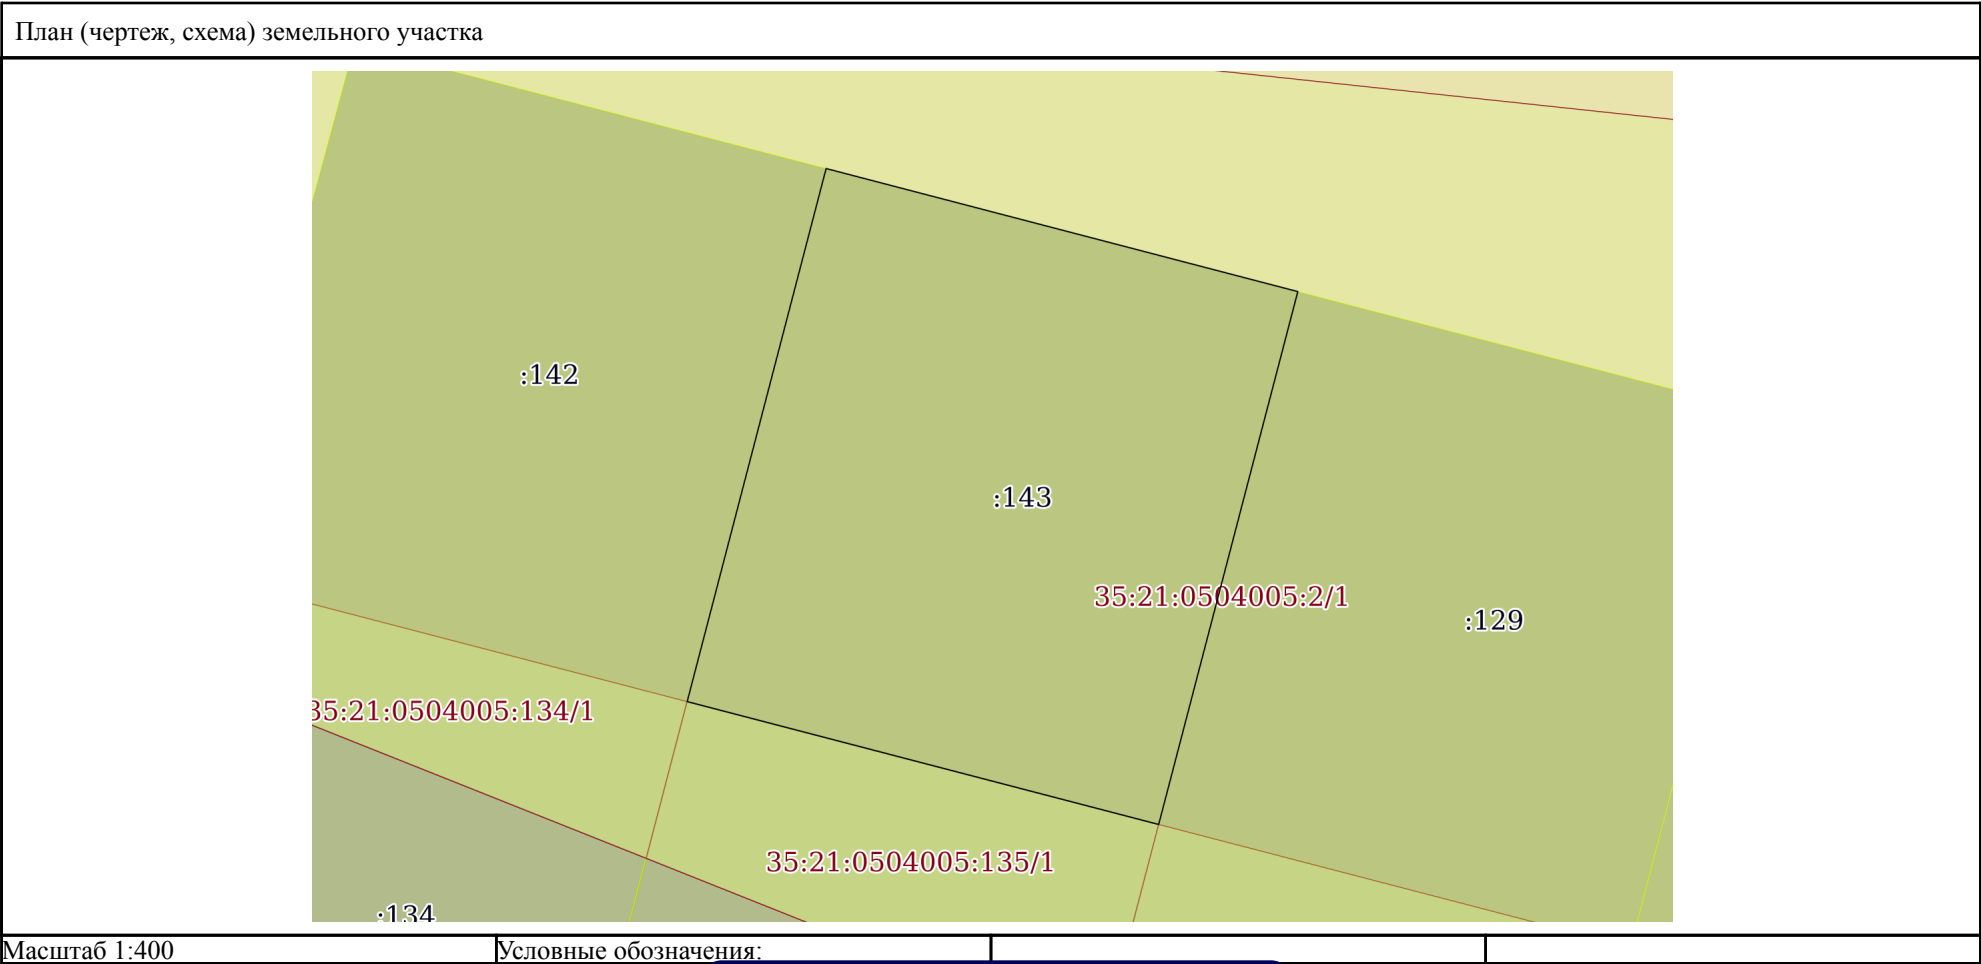 План (чертеж, схема) земельного участка
:142
:143
35:21:0504005:2/1
:129
35:21:0504005:134/1
35:21:0504005:135/1
:134
Масштаб 1:400
Условные обозначения: